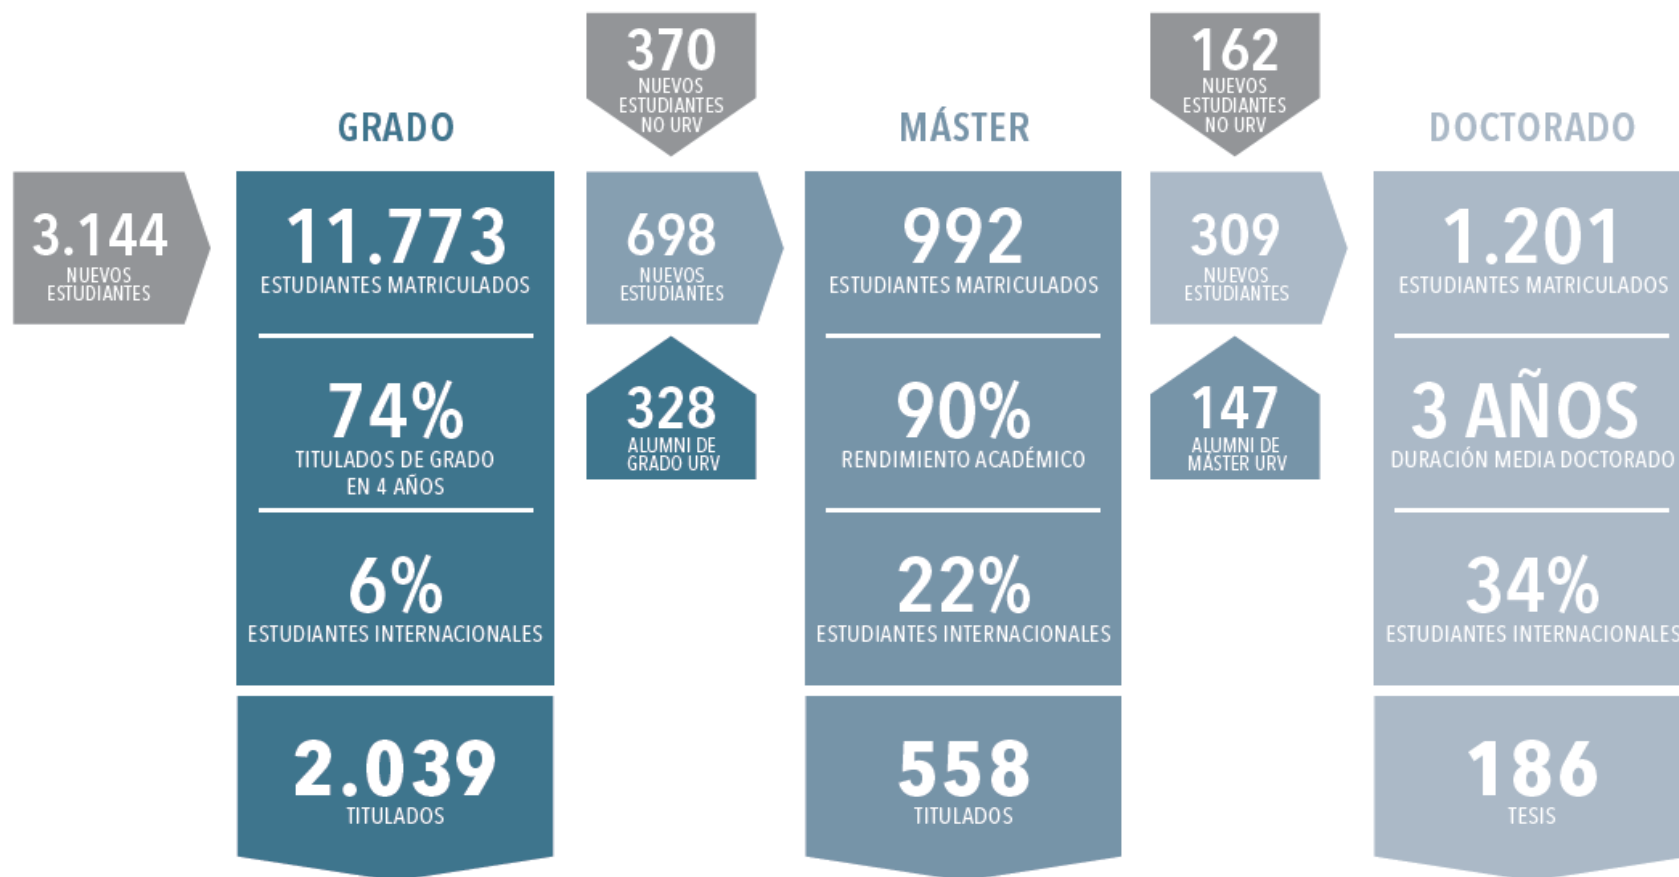 370
NUEVOS
ESTUDIANTES
NO URV
162
NUEVOS
ESTUDIANTES
NO URV
GRADO
MÁSTER
DOCTORADO
3.144
NUEVOS
ESTUDIANTES
11.773
ESTUDIANTES MATRICULADOS
698
NUEVOS
ESTUDIANTES
992
ESTUDIANTES MATRICULADOS
309
NUEVOS
ESTUDIANTES
1.201
ESTUDIANTES MATRICULADOS
74%
TITULADOS DE GRADO
EN 4 AÑOS
328
ALUMNI DE
GRADO URV
90%
RENDIMIENTO ACADÉMICO
147
ALUMNI DE
MÁSTER URV
3 AÑOS
DURACIÓN MEDIA DOCTORADO
6%
ESTUDIANTES INTERNACIONALES
22%
ESTUDIANTES INTERNACIONALES
34%
ESTUDIANTES INTERNACIONALES
2.039
TITULADOS
558
TITULADOS
186
TESIS